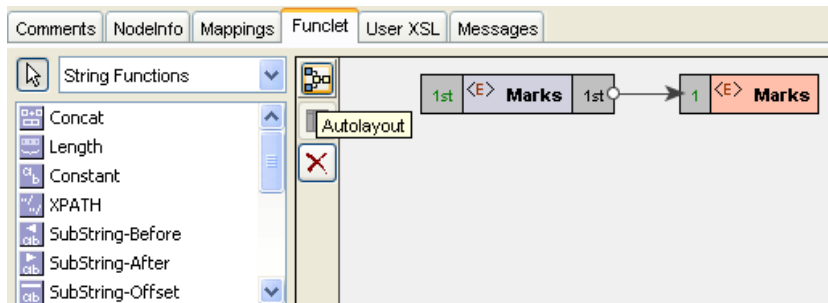 Comments NodeInfo Mappings Funclet User XSL Messages
String Functions
Concat
Length
Constant
XPATH
SubString-Before
SubString-After
SubString-Offset
Autolayout
1st <E> Marks 1st
1 <E> Marks